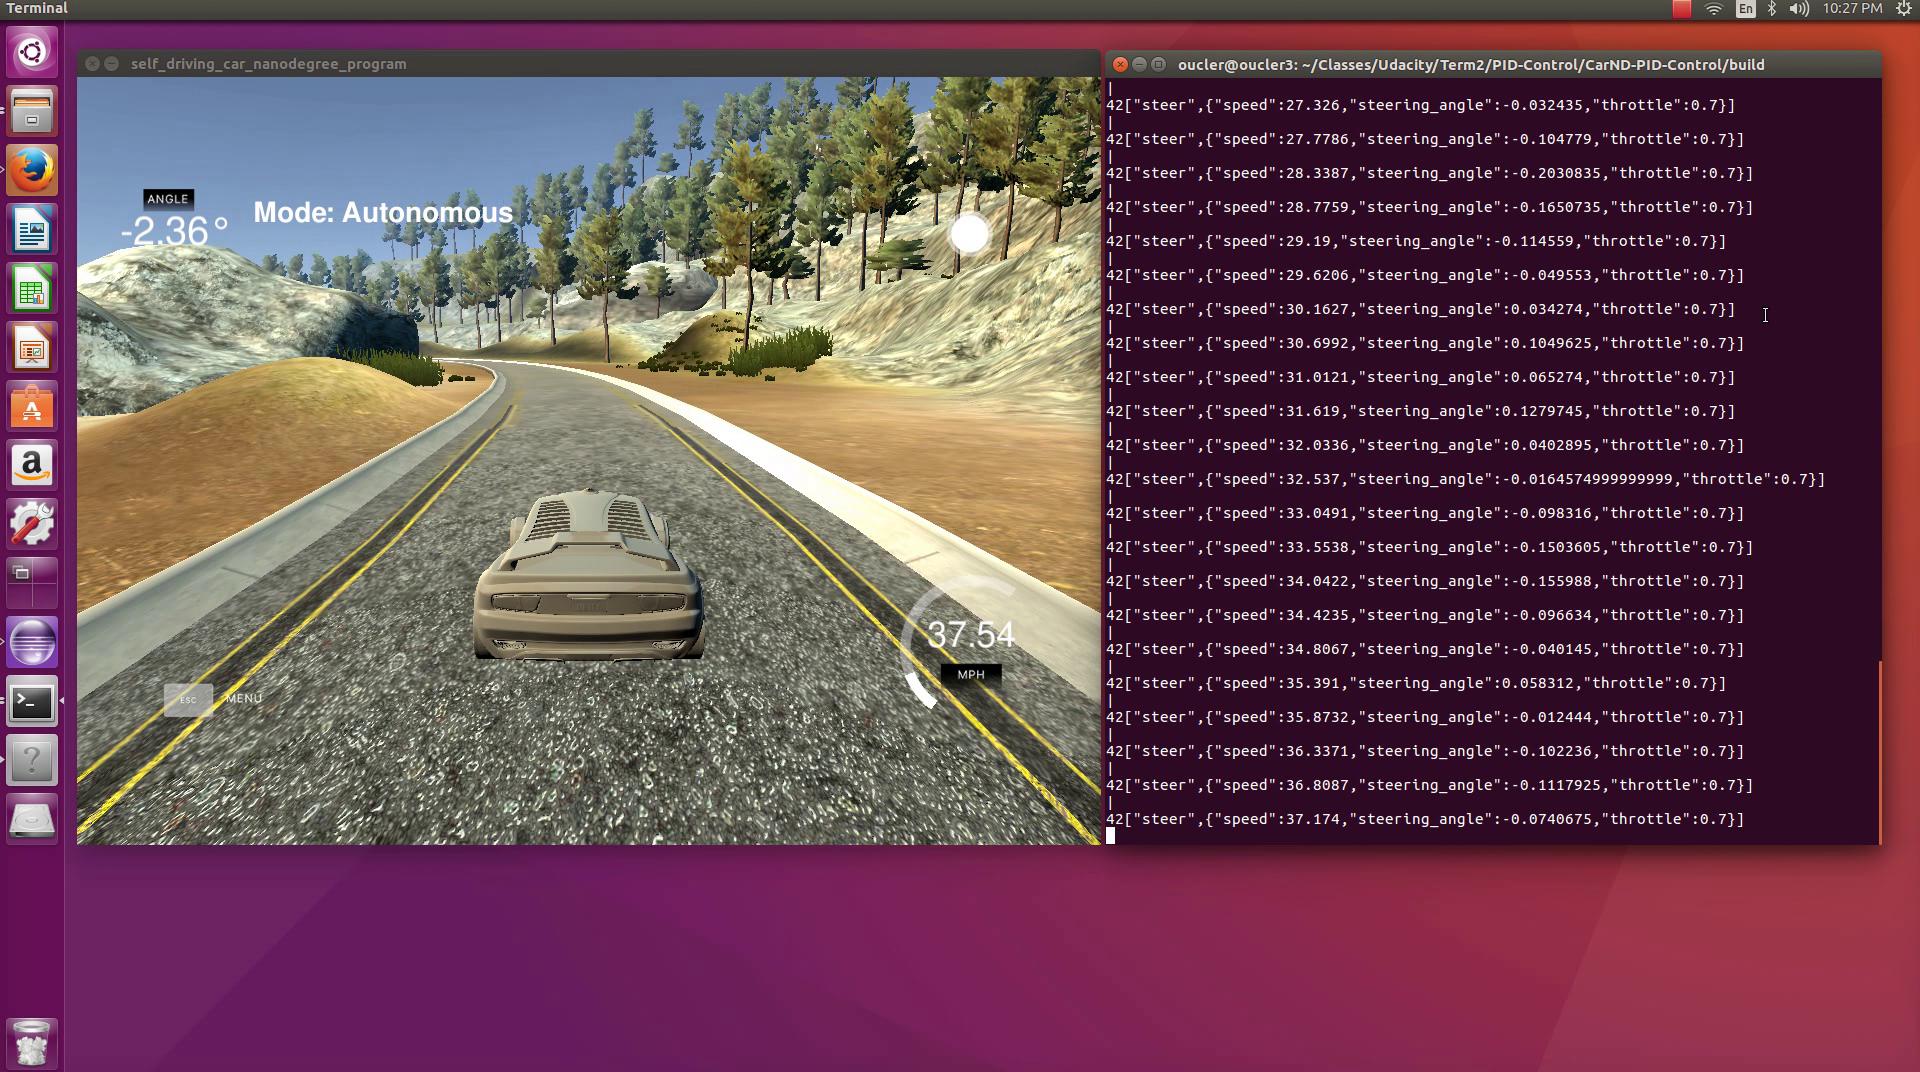 Terminal
En
10:27 PM
self_driving_car_nanodegree_program
ANGLE
-2.36°
Mode: Autonomous
37.54
MPH
ESC
MENU
a
oucler@oucler3: ~/Classes/Udacity/Term2/PID-Control/CarND-PID-Control/build
|
42["steer",{"speed":27.326,"steering_angle":-0.032435,"throttle":0.7}]
|
42["steer",{"speed":27.7786,"steering_angle":-0.104779,"throttle":0.7}]
|
42["steer",{"speed":28.3387,"steering_angle":-0.2030835,"throttle":0.7}]
|
42["steer",{"speed":28.7759,"steering_angle":-0.1650735,"throttle":0.7}]
|
42["steer",{"speed":29.19,"steering_angle":-0.114559,"throttle":0.7}]
|
42["steer",{"speed":29.6206,"steering_angle":-0.049553,"throttle":0.7}]
|
42["steer",{"speed":30.1627,"steering_angle":0.034274,"throttle":0.7}]
|
42["steer",{"speed":30.6992,"steering_angle":0.1049625,"throttle":0.7}]
|
42["steer",{"speed":31.0121,"steering_angle":0.065274,"throttle":0.7}]
|
42["steer",{"speed":31.619,"steering_angle":0.1279745,"throttle":0.7}]
|
42["steer",{"speed":32.0336,"steering_angle":0.0402895,"throttle":0.7}]
|
42["steer",{"speed":32.537,"steering_angle":-0.0164574999999999,"throttle":0.7}]
|
42["steer",{"speed":33.0491,"steering_angle":-0.098316,"throttle":0.7}]
|
42["steer",{"speed":33.5538,"steering_angle":-0.1503605,"throttle":0.7}]
|
42["steer",{"speed":34.0422,"steering_angle":-0.155988,"throttle":0.7}]
|
42["steer",{"speed":34.4235,"steering_angle":-0.096634,"throttle":0.7}]
|
42["steer",{"speed":34.8067,"steering_angle":-0.040145,"throttle":0.7}]
|
42["steer",{"speed":35.391,"steering_angle":0.058312,"throttle":0.7}]
|
42["steer",{"speed":35.8732,"steering_angle":-0.012444,"throttle":0.7}]
|
42["steer",{"speed":36.3371,"steering_angle":-0.102236,"throttle":0.7}]
|
42["steer",{"speed":36.8087,"steering_angle":-0.1117925,"throttle":0.7}]
|
42["steer",{"speed":37.174,"steering_angle":-0.0740675,"throttle":0.7}]